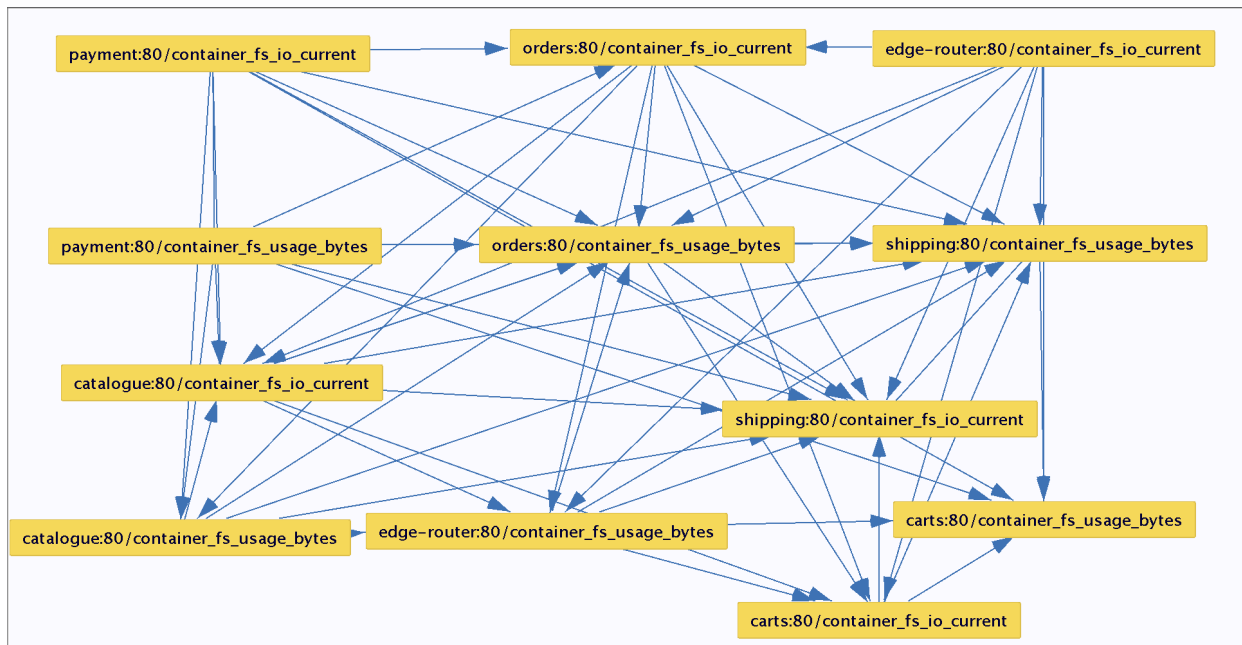 payment:80/container_fs_io_current
orders:80/container_fs_io_current
edge-router:80/container_fs_io_current
payment:80/container_fs_usage_bytes
orders:80/container_fs_usage_bytes
shipping:80/container_fs_usage_bytes
catalogue:80/container_fs_io_current
shipping:80/container_fs_io_current
catalogue:80/container_fs_usage_bytes
edge-router:80/container_fs_usage_bytes
carts:80/container_fs_usage_bytes
carts:80/container_fs_io_current